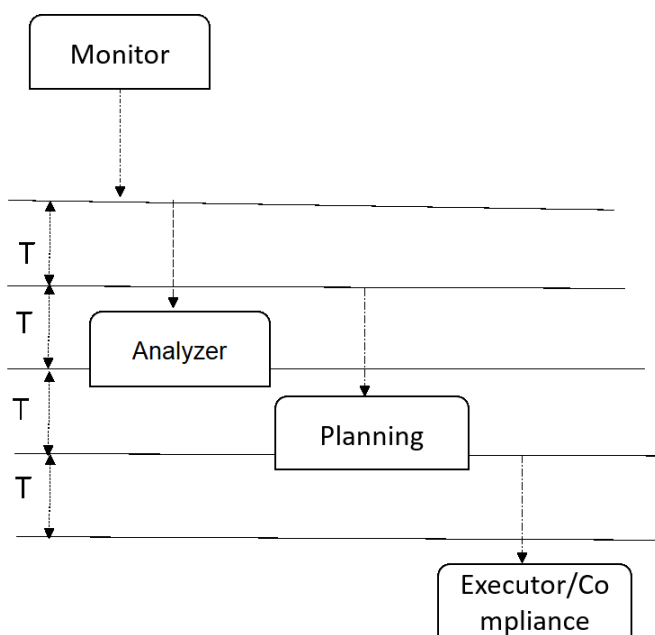 Monitor
T
T
Analyzer
T
Planning
T
Executor/Co
mpliance